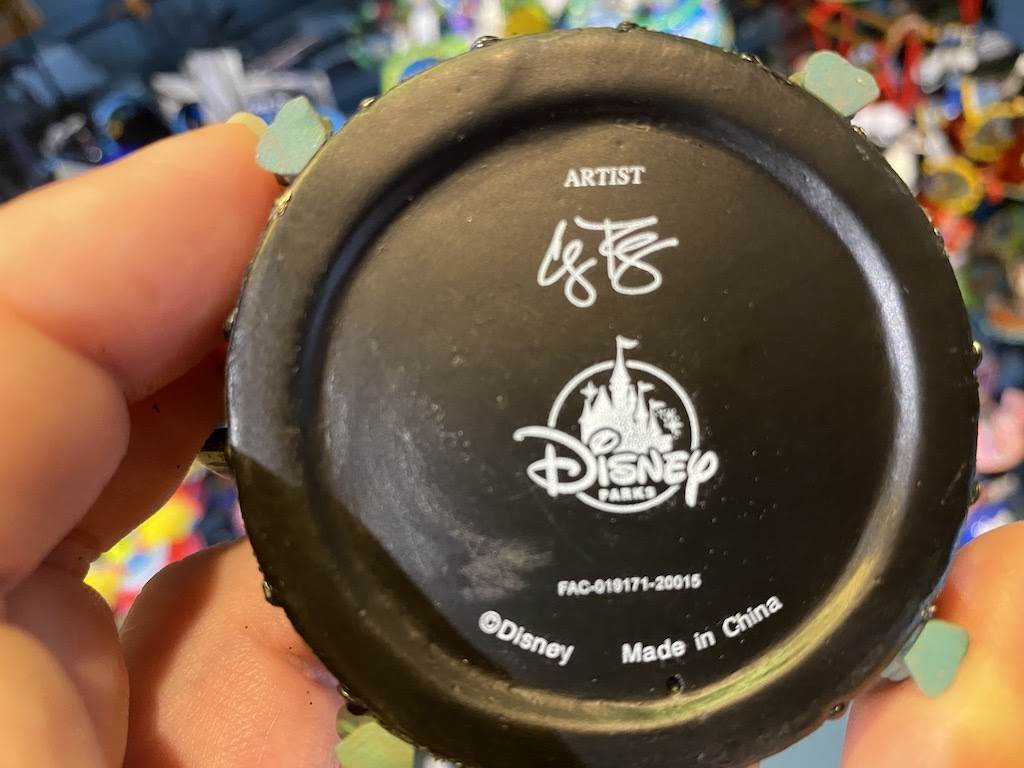 ARTIST
Disney
PARKS
FAC-019171-20015
©Disney Made in China